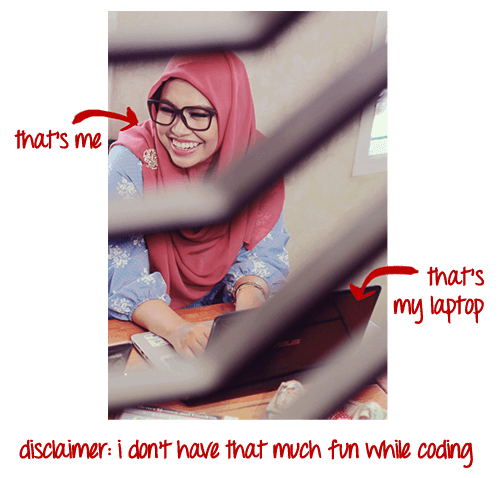 that's me
that's
my laptop
disclaimer: i don't have that much fun while coding